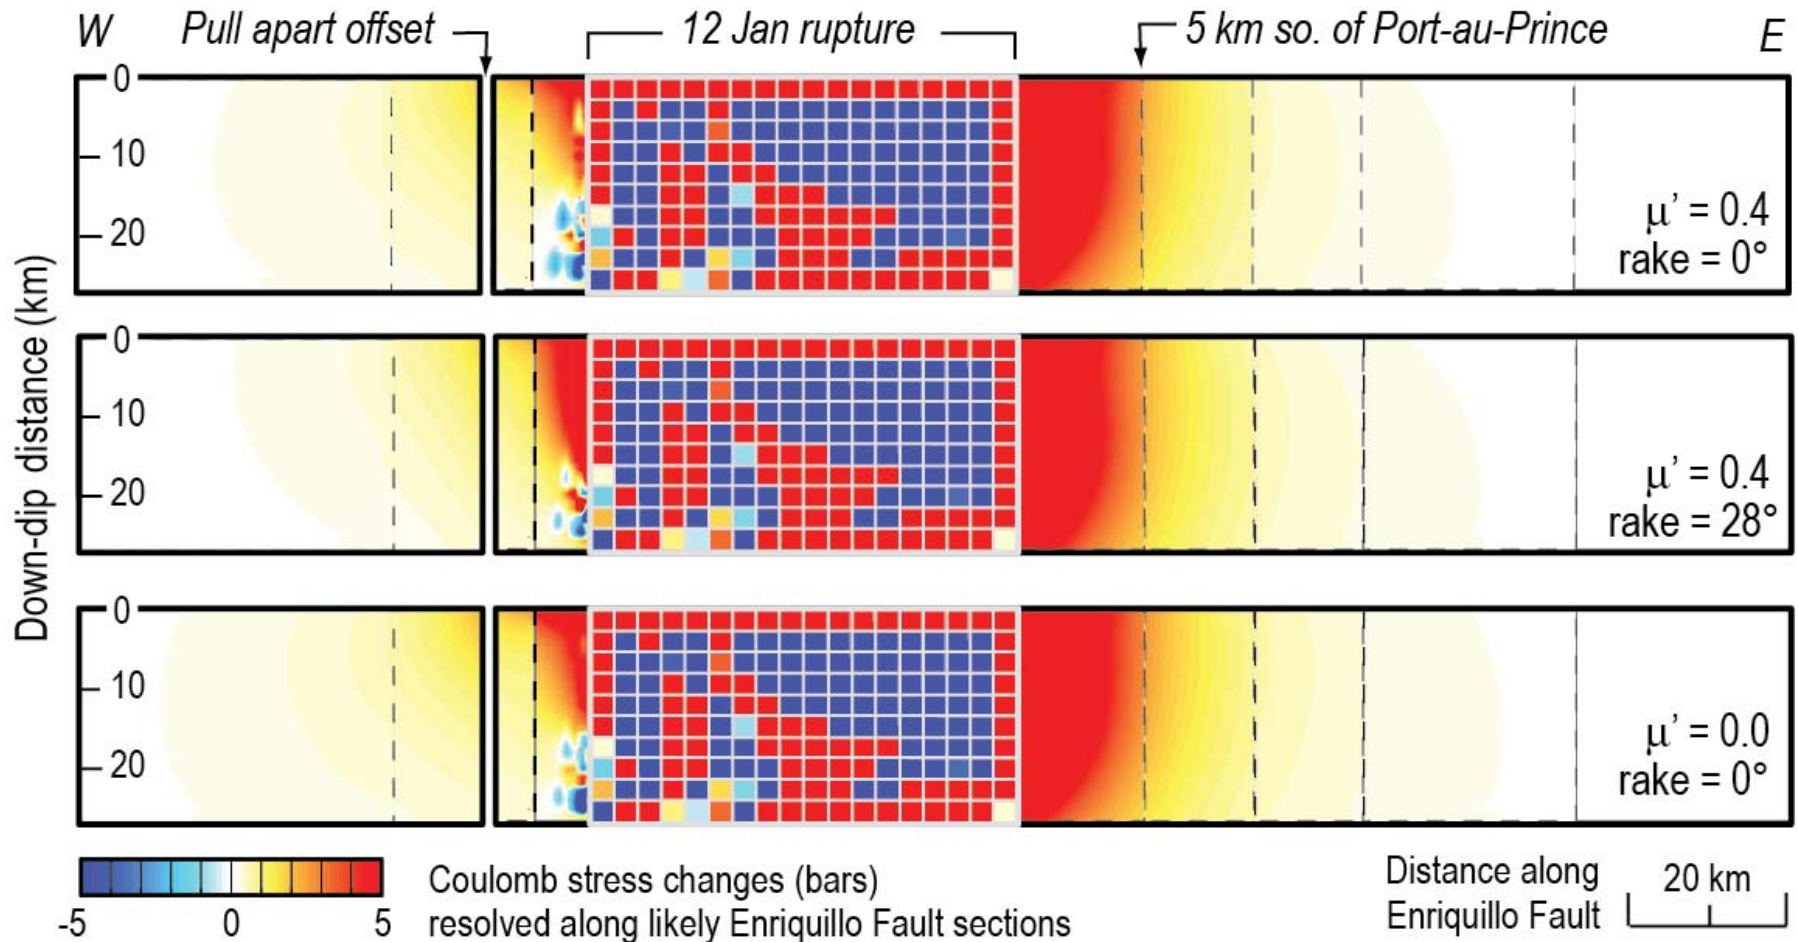 W Pull apart offset 12 Jan rupture 5 km so. of Port-au-Prince E
0
10
20
μ’ = 0.4
rake = 0°
Down-dip distance (km)
0
10
20
μ’ = 0.4
rake = 28°
0
10
20
μ’ = 0.0
rake = 0°
-5 0 5
Coulomb stress changes (bars)
resolved along likely Enriquillo Fault sections
Distance along
Enriquillo Fault
20 km